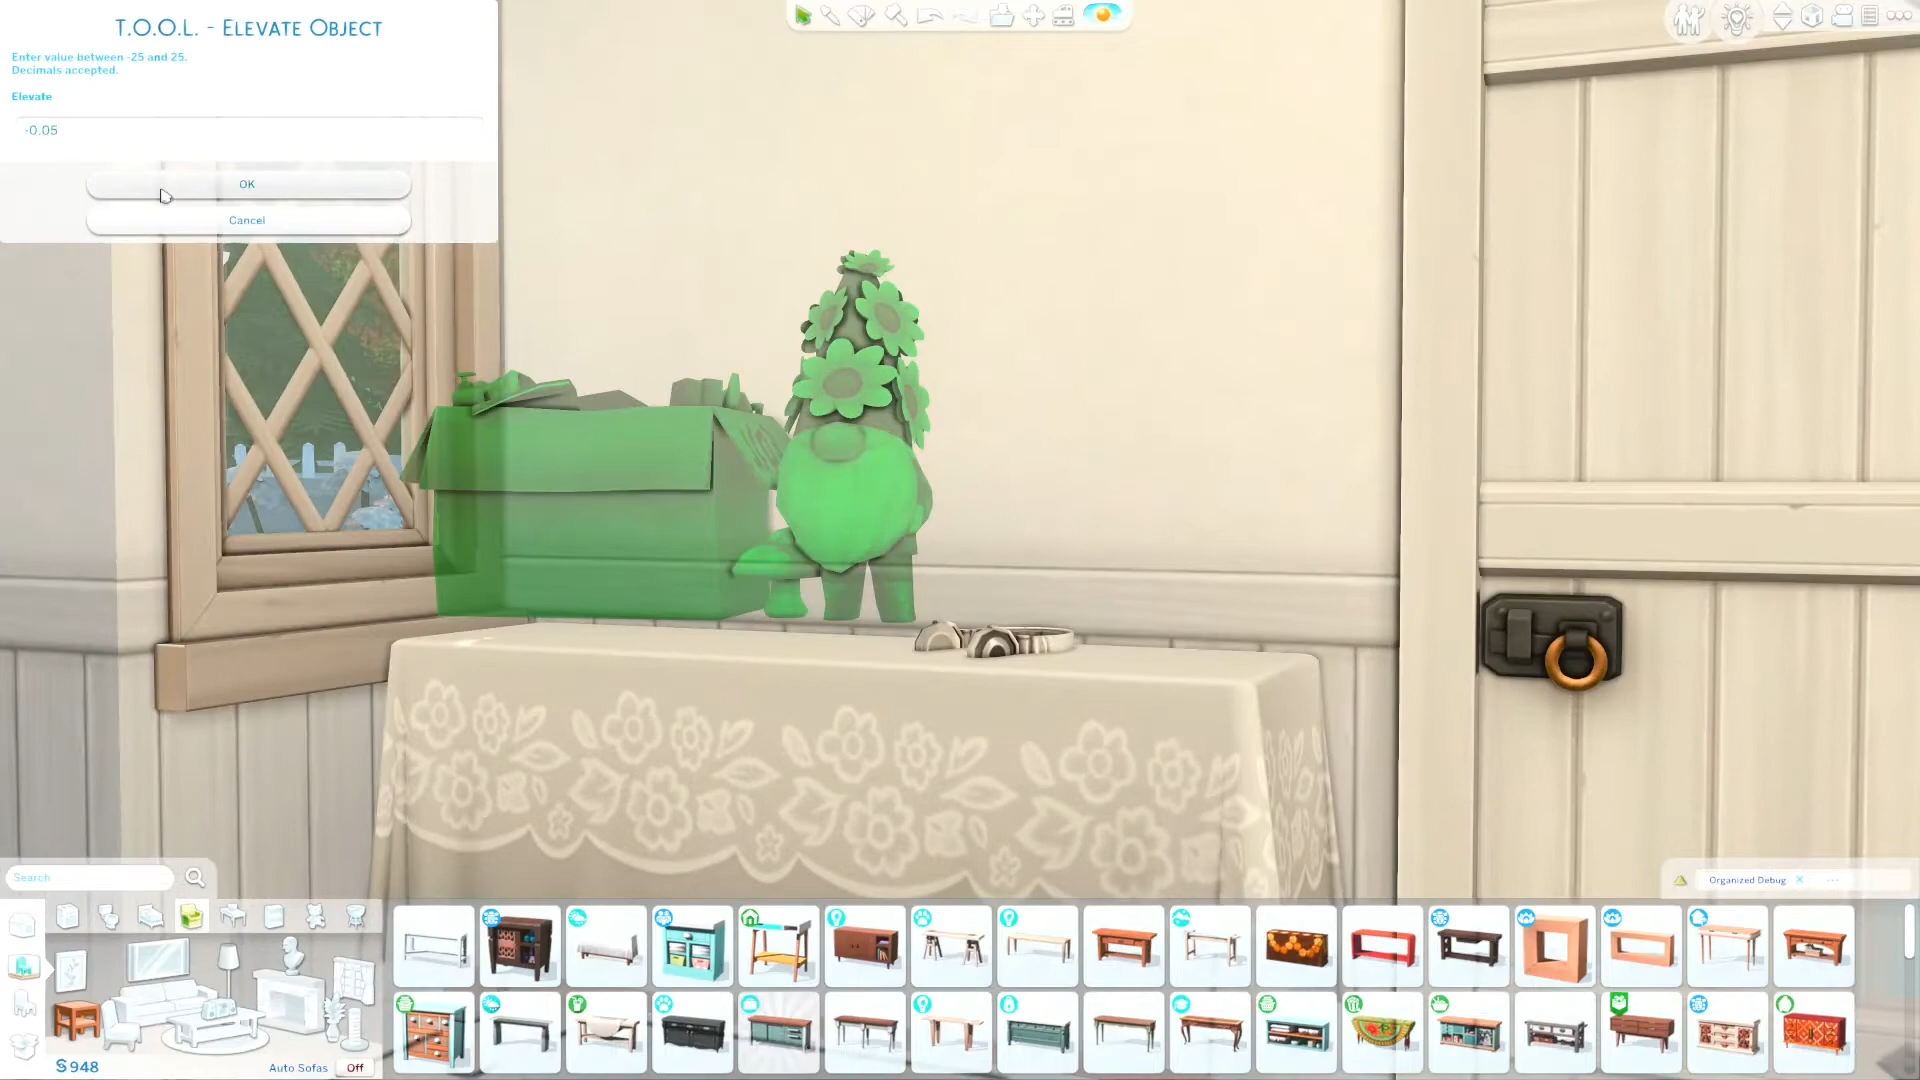 T.O.O.L. - ELEVATE OBJECT
Enter value between -25 and 25.
Decimals accepted.
Elevate
-0.05
OK
Cancel
Search
Organized Debug
§948
Auto Sofas
Off